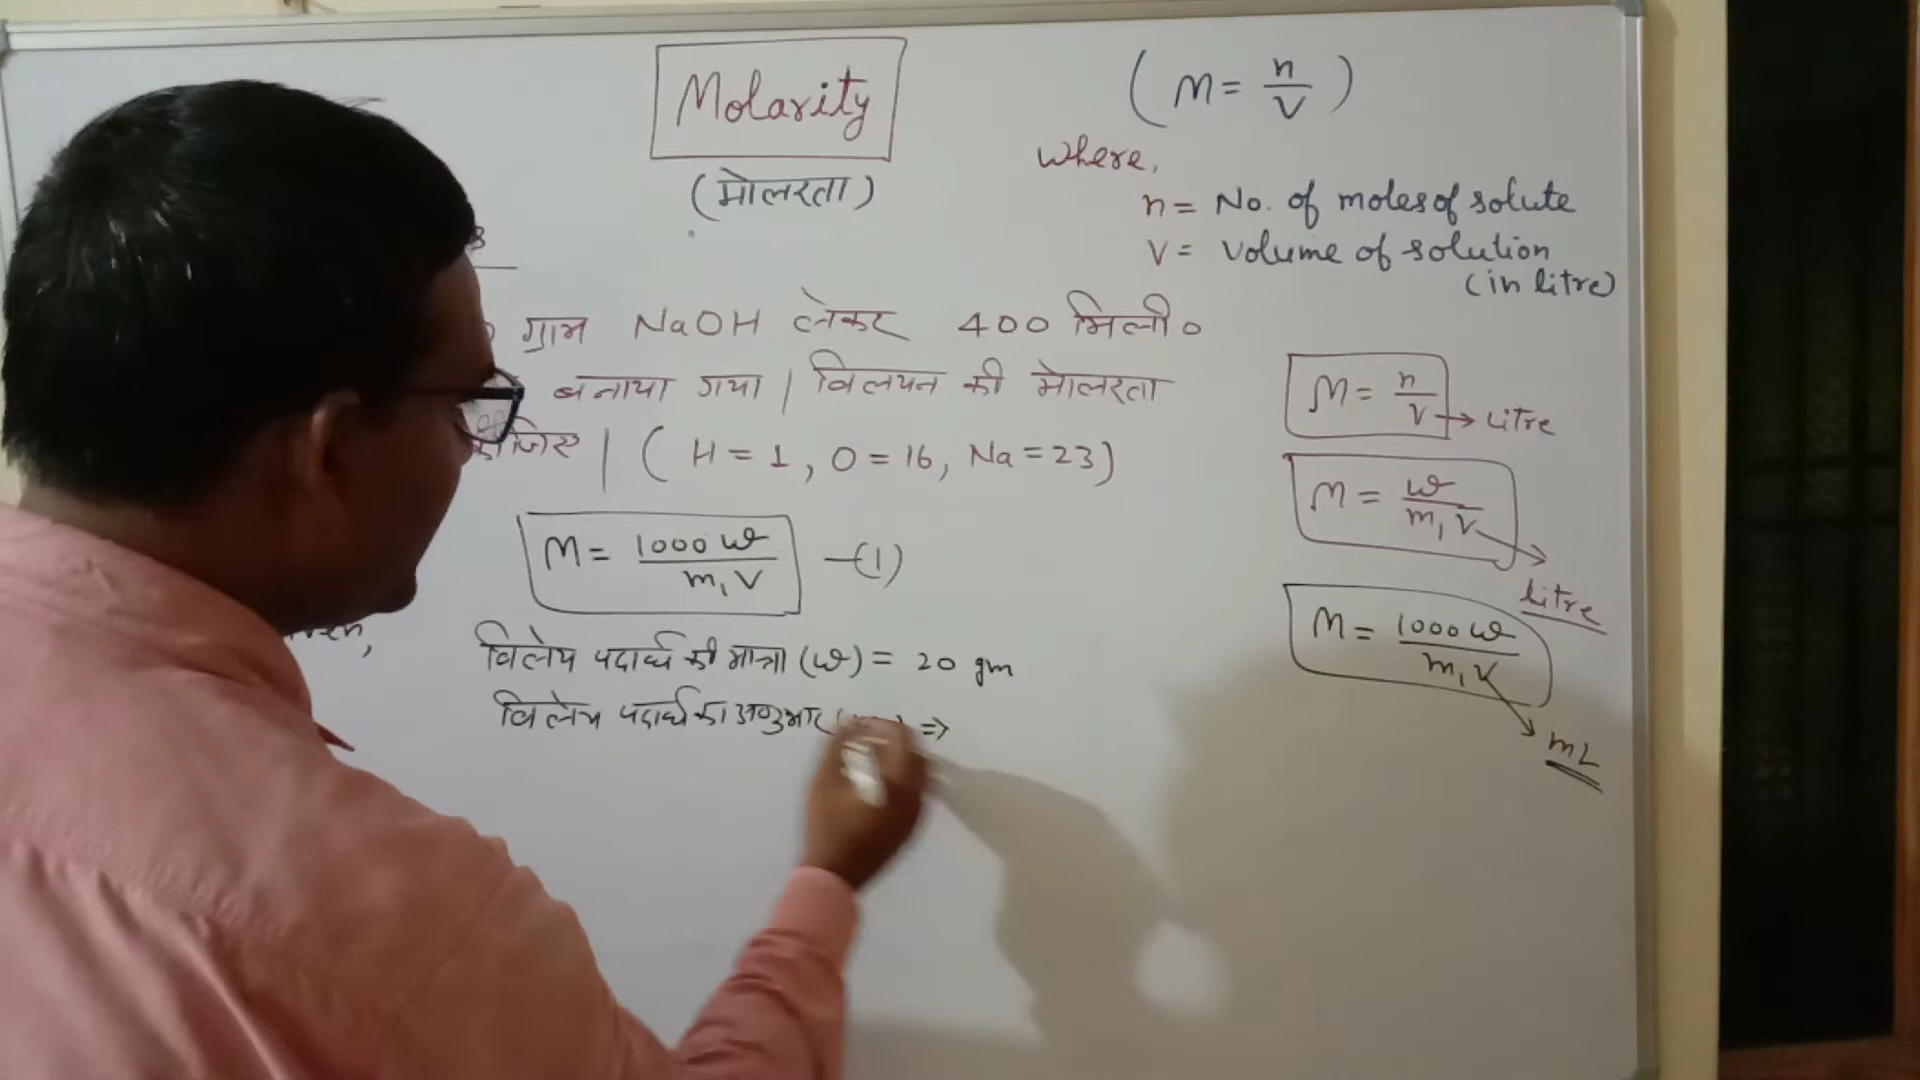 Molarity
(मोलरता)
(M = n/V)
where,
n = No. of moles of solute
V = Volume of solution
(in litre)
ग्राम NaOH लेकर 400 मिली०
बनाया गया | विलयन की मोलरता
कीजिए | (H = 1, O = 16, Na = 23)
M = 1000 w / m₁ V —(1)
विलेय पदार्थ की मात्रा (w) = 20 gm
विलेय पदार्थ का अणुभार ⇒
M = n/V → Litre
M = w / m₁ V
litre
M = 1000 w / m₁ V
mL